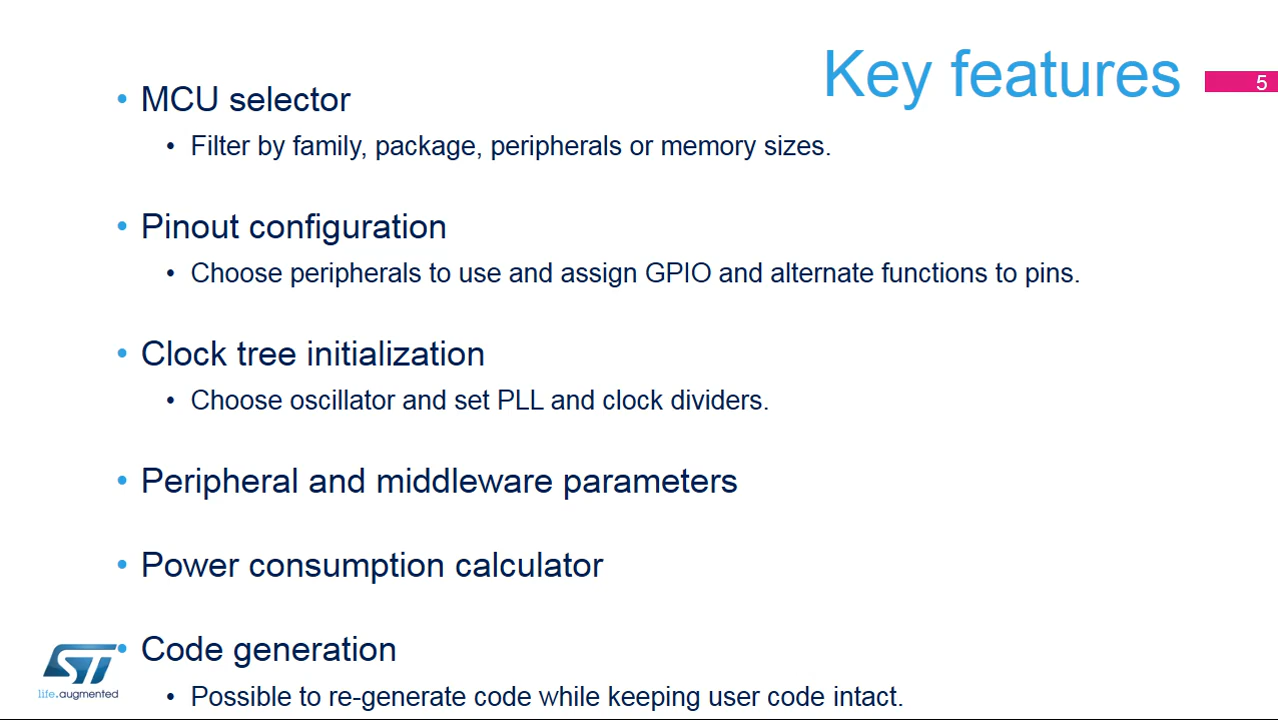 Key features
5
• MCU selector
• Filter by family, package, peripherals or memory sizes.
• Pinout configuration
• Choose peripherals to use and assign GPIO and alternate functions to pins.
• Clock tree initialization
• Choose oscillator and set PLL and clock dividers.
• Peripheral and middleware parameters
• Power consumption calculator
• Code generation
• Possible to re-generate code while keeping user code intact.
ST
life.augmented